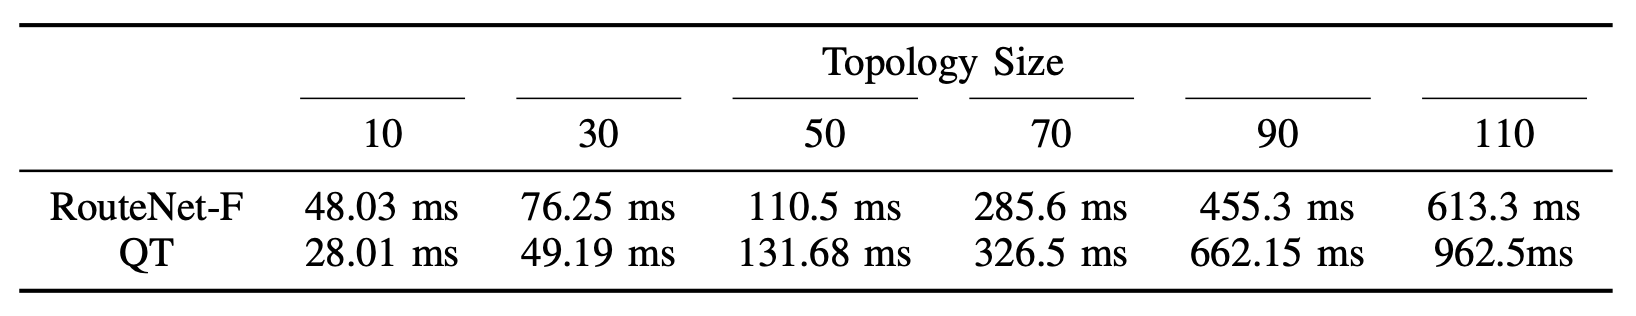 Topology Size
10 30 50 70 90 110
RouteNet-F 48.03 ms 76.25 ms 110.5 ms 285.6 ms 455.3 ms 613.3 ms
QT 28.01 ms 49.19 ms 131.68 ms 326.5 ms 662.15 ms 962.5ms